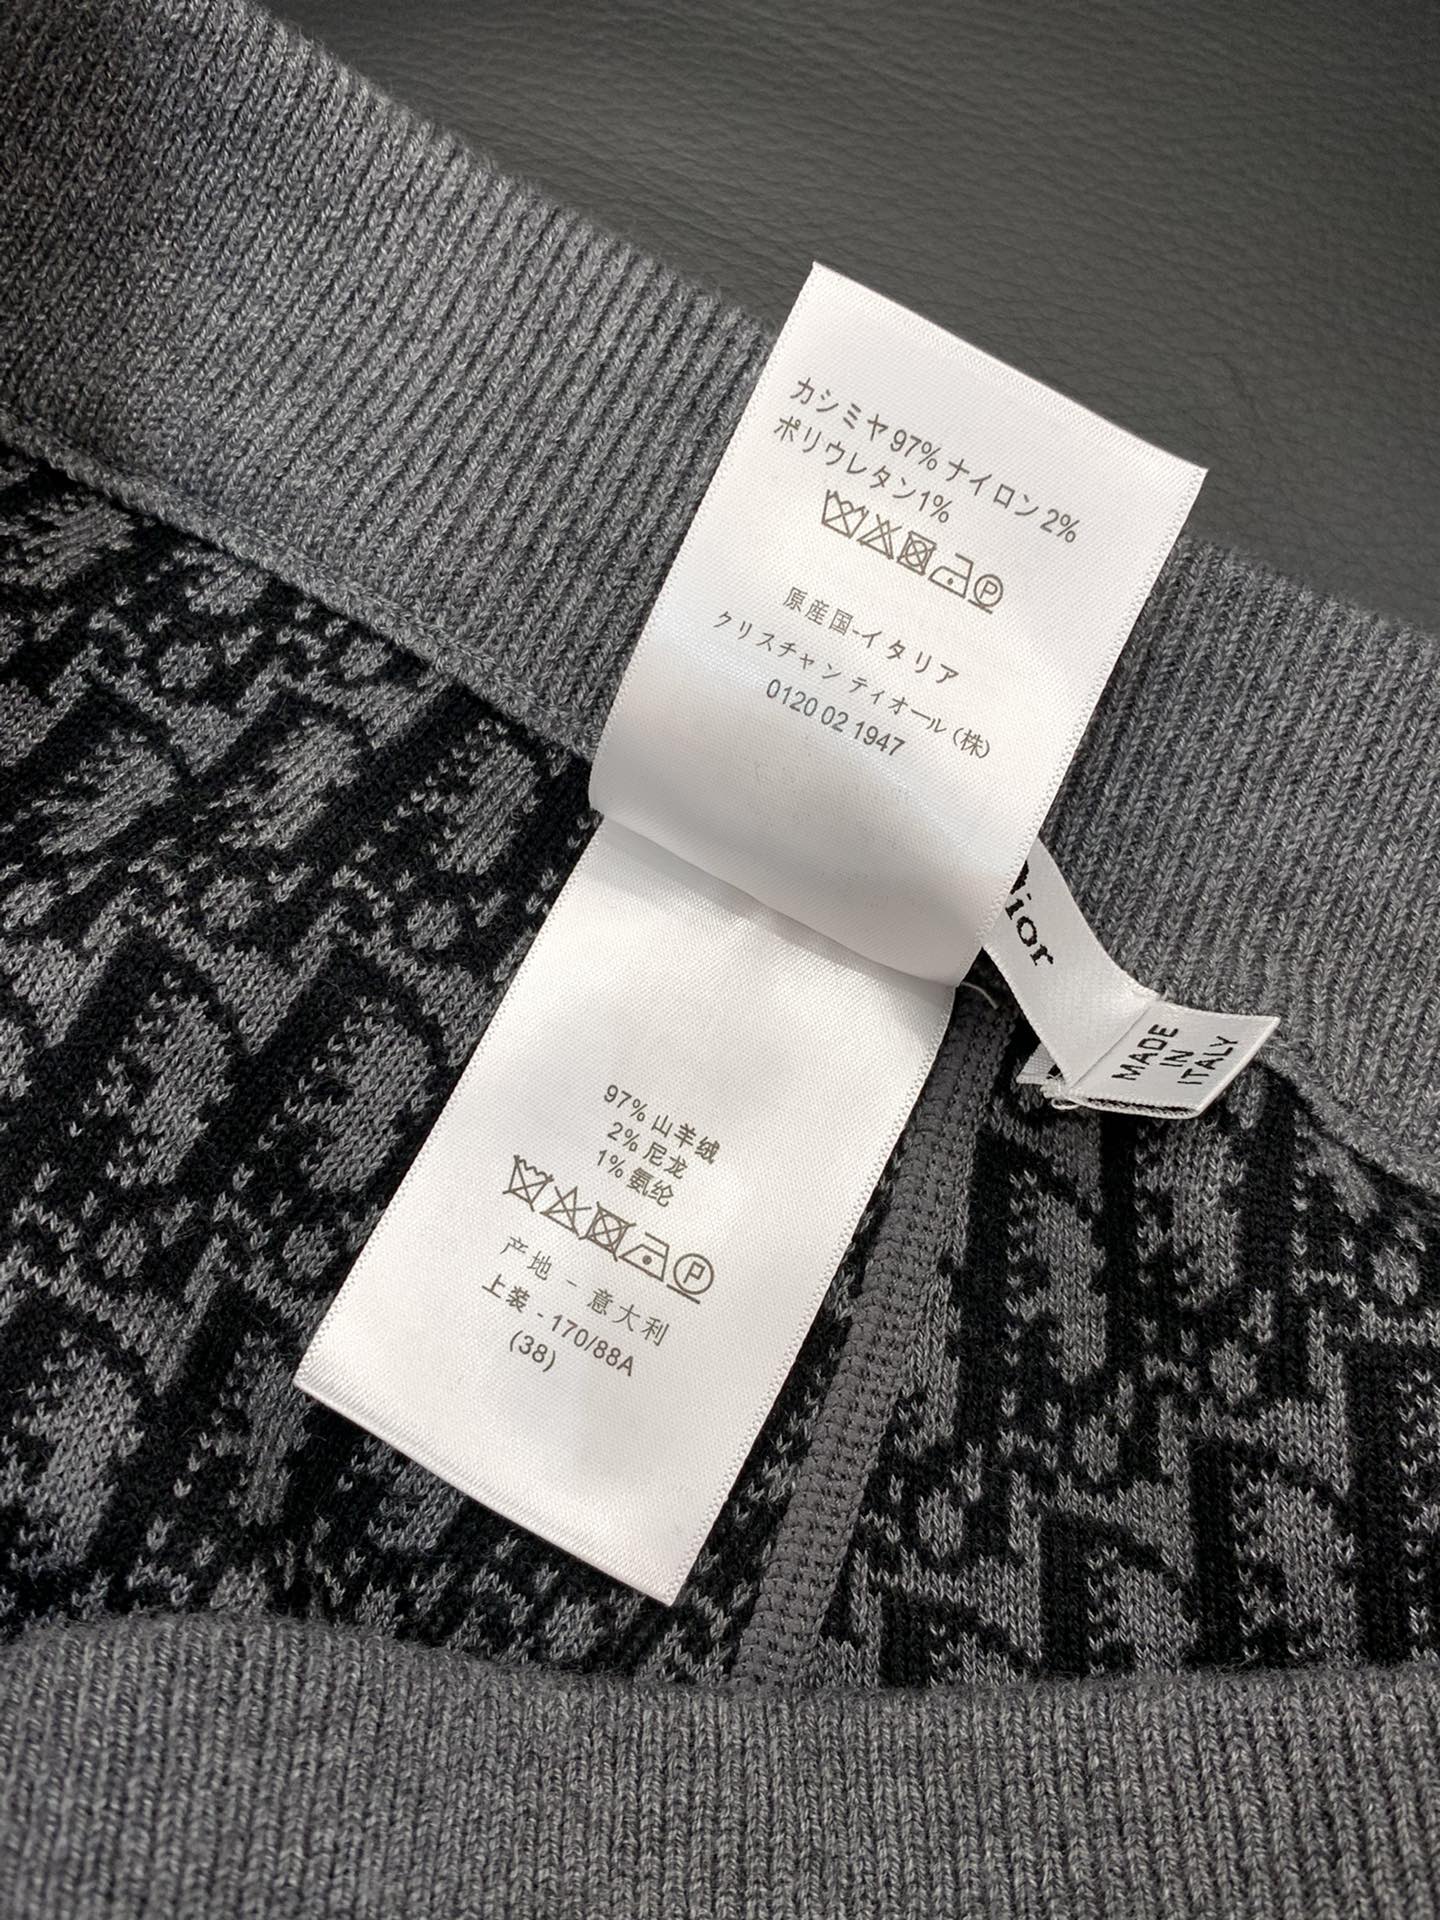 カシミヤ97% ナイロン2%
ポリウレタン1%
P
原産国-イタリア
クリスチャン ディオール (株)
0120 02 1947
Dior
MADE
IN
ITALY
97% 山羊绒
2% 尼龙
1% 氨纶
P
产地 - 意大利
上装 - 170/88A
(38)